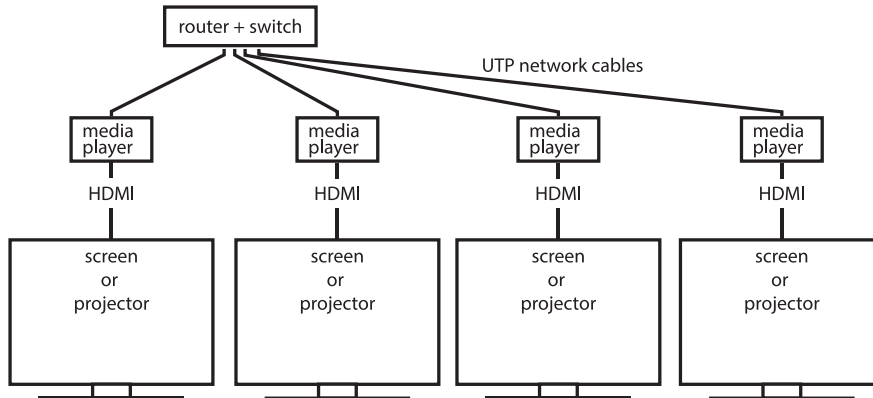 router + switch
UTP network cables
media
player
media
player
media
player
media
player
HDMI
HDMI
HDMI
HDMI
screen
or
projector
screen
or
projector
screen
or
projector
screen
or
projector